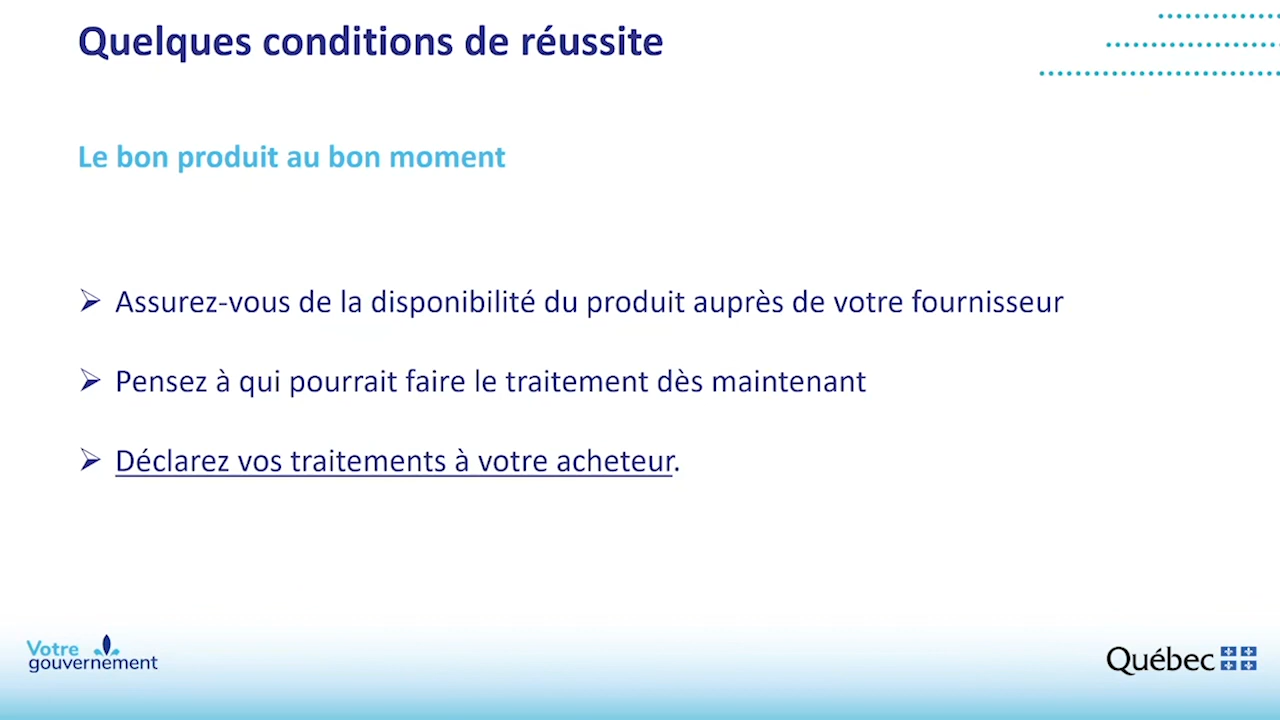 Quelques conditions de réussite
Le bon produit au bon moment
Assurez-vous de la disponibilité du produit auprès de votre fournisseur
Pensez à qui pourrait faire le traitement dès maintenant
Déclarez vos traitements à votre acheteur.
Votre
gouvernement
Québec